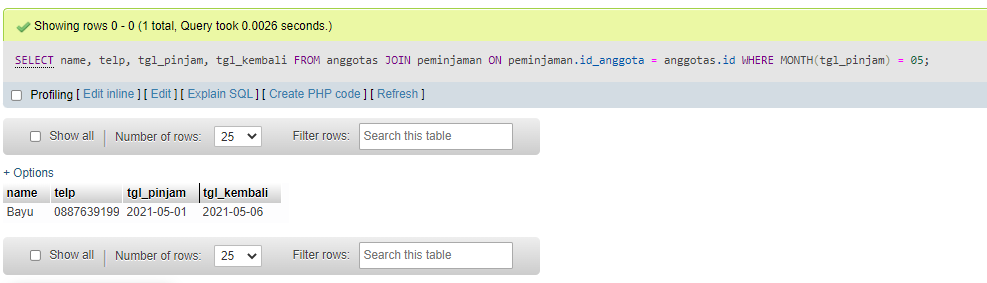 Showing rows 0 - 0 (1 total, Query took 0.0026 seconds.)
SELECT name, telp, tgl_pinjam, tgl_kembali FROM anggotas JOIN peminjaman ON peminjaman.id_anggota = anggotas.id WHERE MONTH(tgl_pinjam) = 05;
Profiling [ Edit inline ] [ Edit ] [ Explain SQL ] [ Create PHP code ] [ Refresh ]
Show all | Number of rows: 25 Filter rows: Search this table
+ Options
name telp tgl_pinjam tgl_kembali
Bayu 0887639199 2021-05-01 2021-05-06
Show all | Number of rows: 25 Filter rows: Search this table